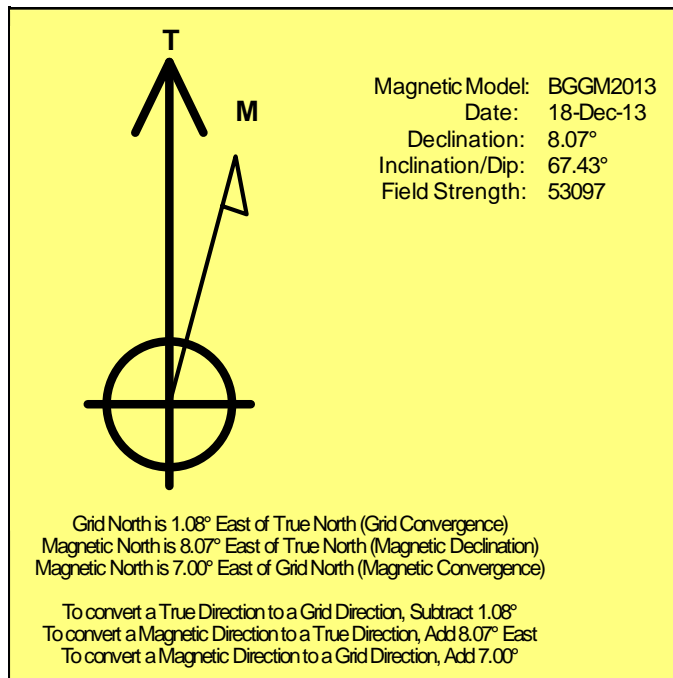 T
M
Magnetic Model: BGGM2013
Date: 18-Dec-13
Declination: 8.07°
Inclination/Dip: 67.43°
Field Strength: 53097
Grid North is 1.08° East of True North (Grid Convergence)
Magnetic North is 8.07° East of True North (Magnetic Declination)
Magnetic North is 7.00° East of Grid North (Magnetic Convergence)
To convert a True Direction to a Grid Direction, Subtract 1.08°
To convert a Magnetic Direction to a True Direction, Add 8.07° East
To convert a Magnetic Direction to a Grid Direction, Add 7.00°